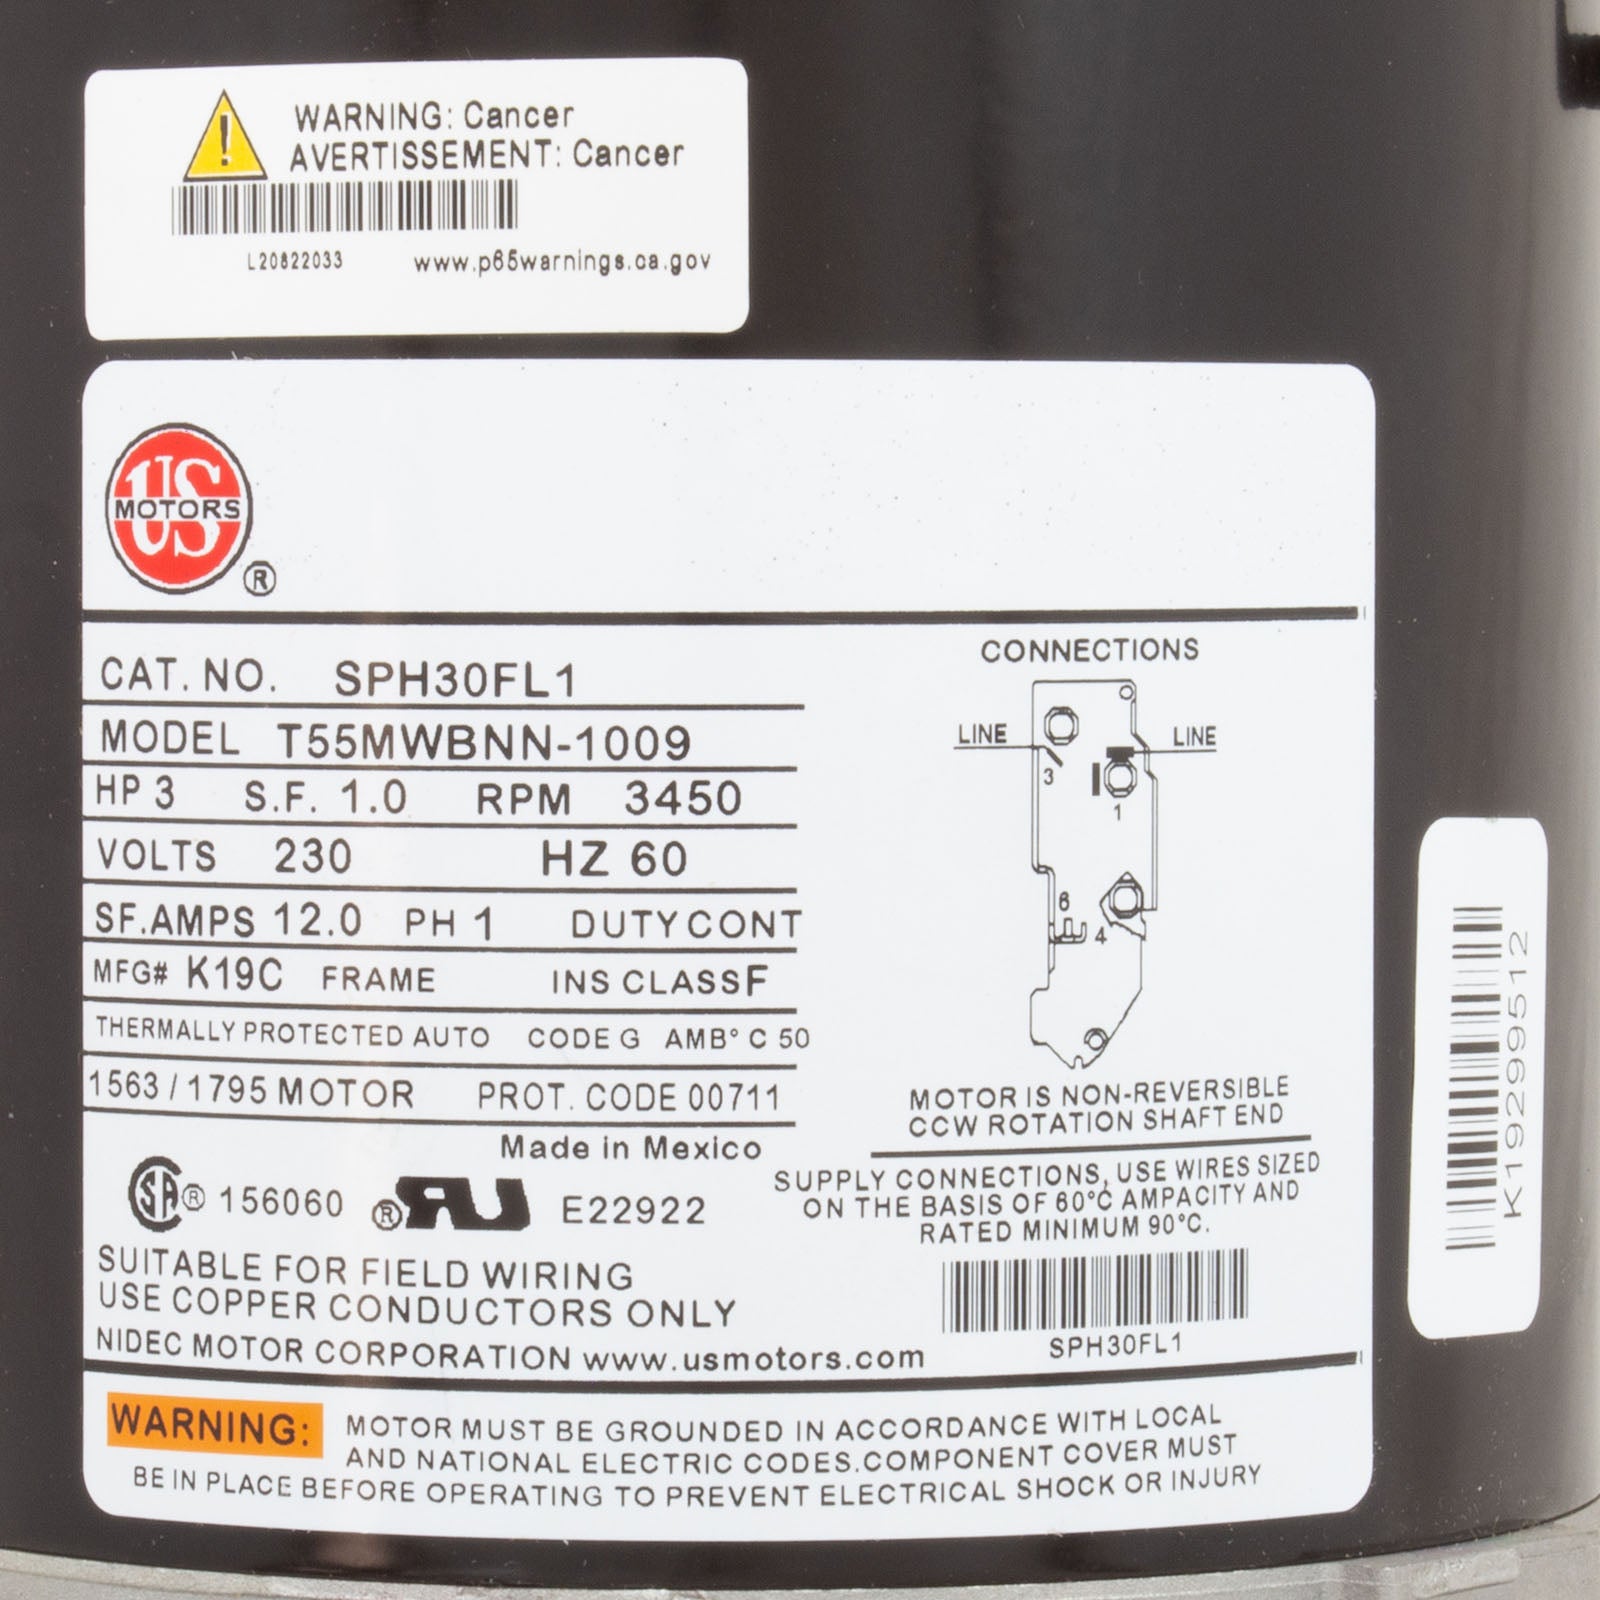 WARNING: Cancer
AVERTISSEMENT: Cancer
L20822033 www.p65warnings.ca.gov
US
MOTORS
®
CAT. NO. SPH30FL1
MODEL T55MWBNN-1009
HP 3 S.F. 1.0 RPM 3450
VOLTS 230 HZ 60
SF.AMPS 12.0 PH 1 DUTY CONT
MFG# K19C FRAME INS CLASS F
THERMALLY PROTECTED AUTO CODE G AMB° C 50
1563 / 1795 MOTOR PROT. CODE 00711
Made in Mexico
SA ® 156060 ® RU E22922
SUITABLE FOR FIELD WIRING
USE COPPER CONDUCTORS ONLY
NIDEC MOTOR CORPORATION www.usmotors.com
CONNECTIONS
LINE LINE
3
1
6
4
MOTOR IS NON-REVERSIBLE
CCW ROTATION SHAFT END
SUPPLY CONNECTIONS, USE WIRES SIZED
ON THE BASIS OF 60°C AMPACITY AND
RATED MINIMUM 90°C.
SPH30FL1
WARNING: MOTOR MUST BE GROUNDED IN ACCORDANCE WITH LOCAL
AND NATIONAL ELECTRIC CODES.COMPONENT COVER MUST
BE IN PLACE BEFORE OPERATING TO PREVENT ELECTRICAL SHOCK OR INJURY
K19299512